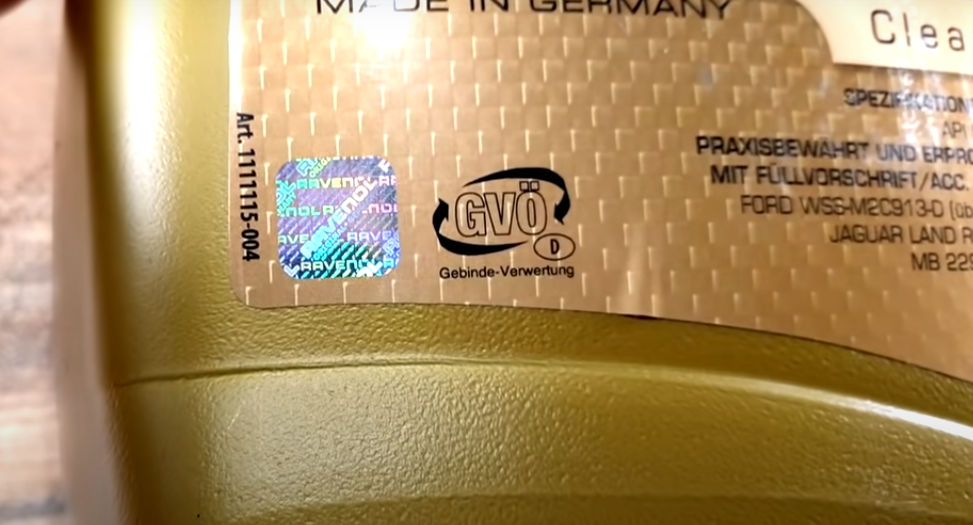 MADE IN GERMANY
Clea
Art. 1111115-004
RAVENOL
GVÖ
D
Gebinde-Verwertung
SPEZIFIKATION
API
PRAXISBEWÄHRT UND ERPRO
MIT FÜLLVORSCHRIFT/ACC.
FORD WSS-M2C913-D (üb
JAGUAR LAND R
MB 229